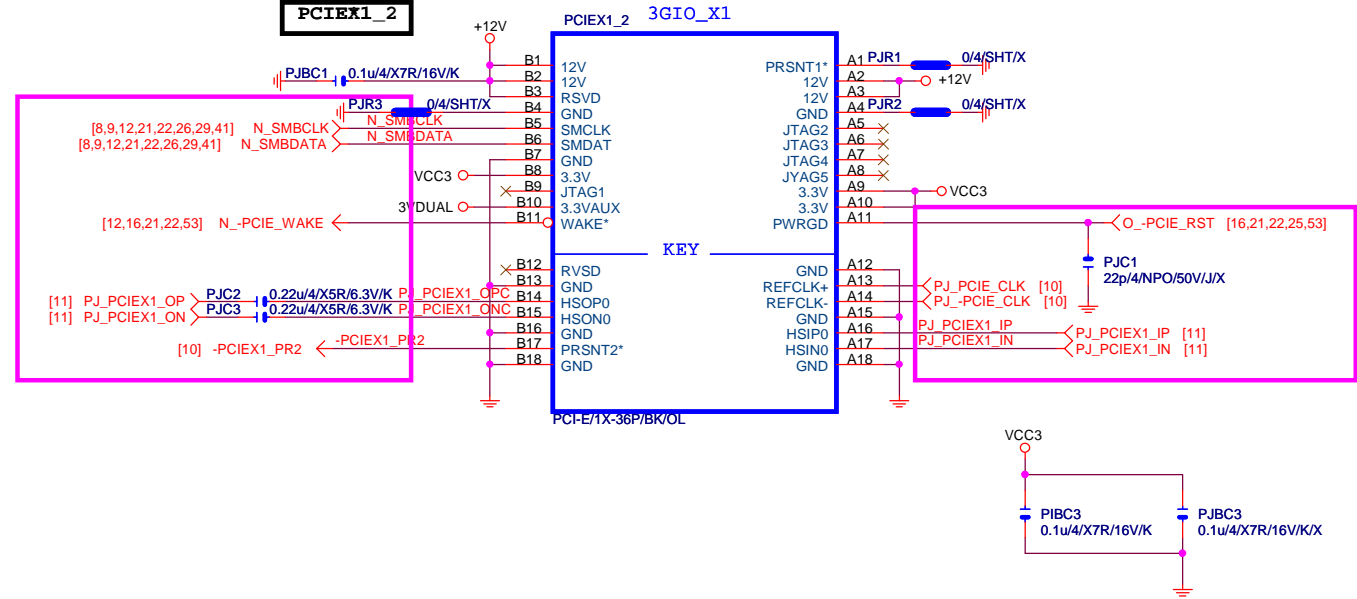 PCIEX1_2
+12V
PCIEX1_2 3GIO_X1
PJBC1 0.1u/4/X7R/16V/K
B1 12V
B2 12V
B3 RSVD
PJR3 0/4/SHT/X B4 GND
[8,9,12,21,22,26,29,41] N_SMBCLK N_SMBCLK B5 SMCLK
[8,9,12,21,22,26,29,41] N_SMBDATA N_SMBDATA B6 SMDAT
B7 GND
VCC3 B8 3.3V
B9 JTAG1
3VDUAL B10 3.3VAUX
[12,16,21,22,53] N_-PCIE_WAKE B11 WAKE*
KEY
B12 RVSD
B13 GND
[11] PJ_PCIEX1_OP PJC2 0.22u/4/X5R/6.3V/K PJ_PCIEX1_OPC B14 HSOP0
[11] PJ_PCIEX1_ON PJC3 0.22u/4/X5R/6.3V/K PJ_PCIEX1_ONC B15 HSON0
B16 GND
[10] -PCIEX1_PR2 -PCIEX1_PR2 B17 PRSNT2*
B18 GND
PRSNT1* A1 PJR1 0/4/SHT/X
12V A2 +12V
12V A3
GND A4 PJR2 0/4/SHT/X
JTAG2 A5
JTAG3 A6
JTAG4 A7
JYAG5 A8
3.3V A9 VCC3
3.3V A10
PWRGD A11 O_-PCIE_RST [16,21,22,25,53]
PJC1
22p/4/NPO/50V/J/X
GND A12
REFCLK+ A13 PJ_PCIE_CLK [10]
REFCLK- A14 PJ_-PCIE_CLK [10]
GND A15
HSIP0 A16 PJ_PCIEX1_IP PJ_PCIEX1_IP [11]
HSIN0 A17 PJ_PCIEX1_IN PJ_PCIEX1_IN [11]
GND A18
PCI-E/1X-36P/BK/OL
VCC3
PIBC3
0.1u/4/X7R/16V/K
PJBC3
0.1u/4/X7R/16V/K/X